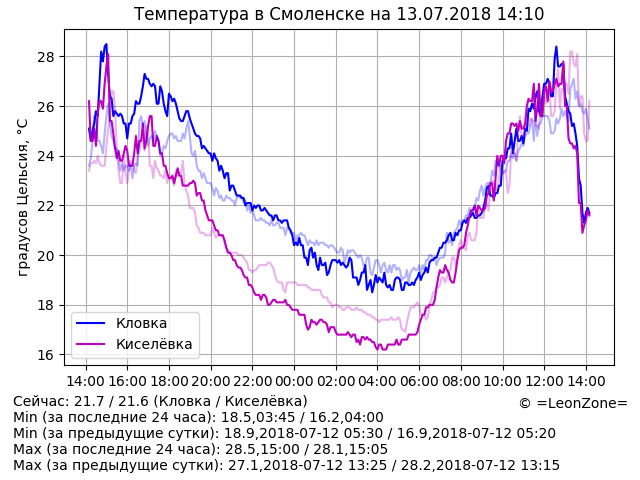 Температура в Смоленске на 13.07.2018 14:10
градусов Цельсия, °C
28
26
24
22
20
18
16
Кловка
Киселёвка
14:00 16:00 18:00 20:00 22:00 00:00 02:00 04:00 06:00 08:00 10:00 12:00 14:00
Сейчас: 21.7 / 21.6 (Кловка / Киселёвка)
© =LeonZone=
Min (за последние 24 часа): 18.5,03:45 / 16.2,04:00
Min (за предыдущие сутки): 18.9,2018-07-12 05:30 / 16.9,2018-07-12 05:20
Max (за последние 24 часа): 28.5,15:00 / 28.1,15:05
Max (за предыдущие сутки): 27.1,2018-07-12 13:25 / 28.2,2018-07-12 13:15